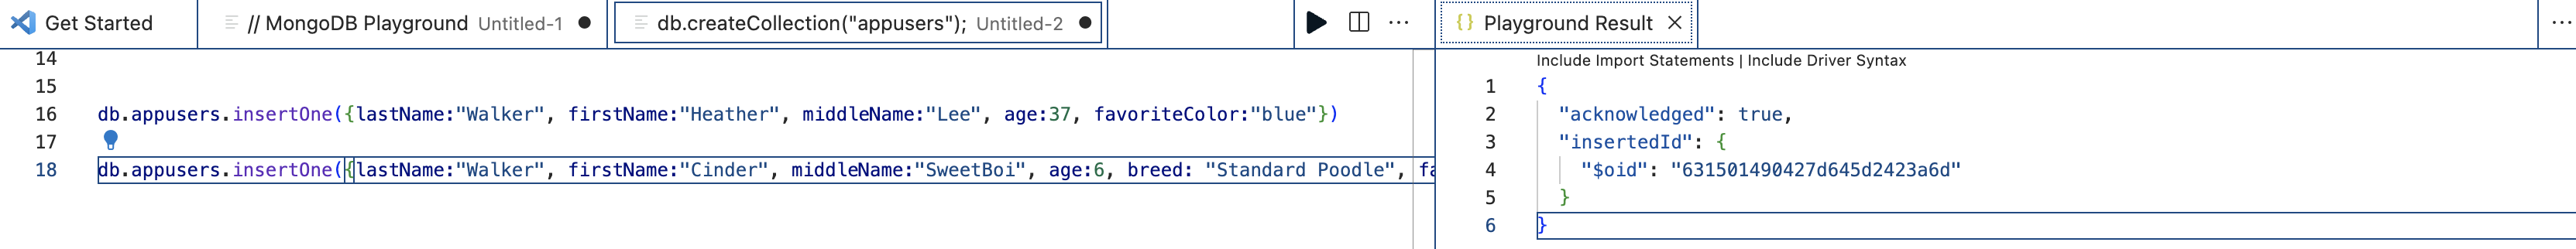 Get Started
// MongoDB Playground Untitled-1
db.createCollection("appusers"); Untitled-2
Playground Result
14
15
16 db.appusers.insertOne({lastName:"Walker", firstName:"Heather", middleName:"Lee", age:37, favoriteColor:"blue"})
17
18 db.appusers.insertOne({lastName:"Walker", firstName:"Cinder", middleName:"SweetBoi", age:6, breed: "Standard Poodle", fa
Include Import Statements | Include Driver Syntax
1 {
2 "acknowledged": true,
3 "insertedId": {
4 "$oid": "631501490427d645d2423a6d"
5 }
6 }